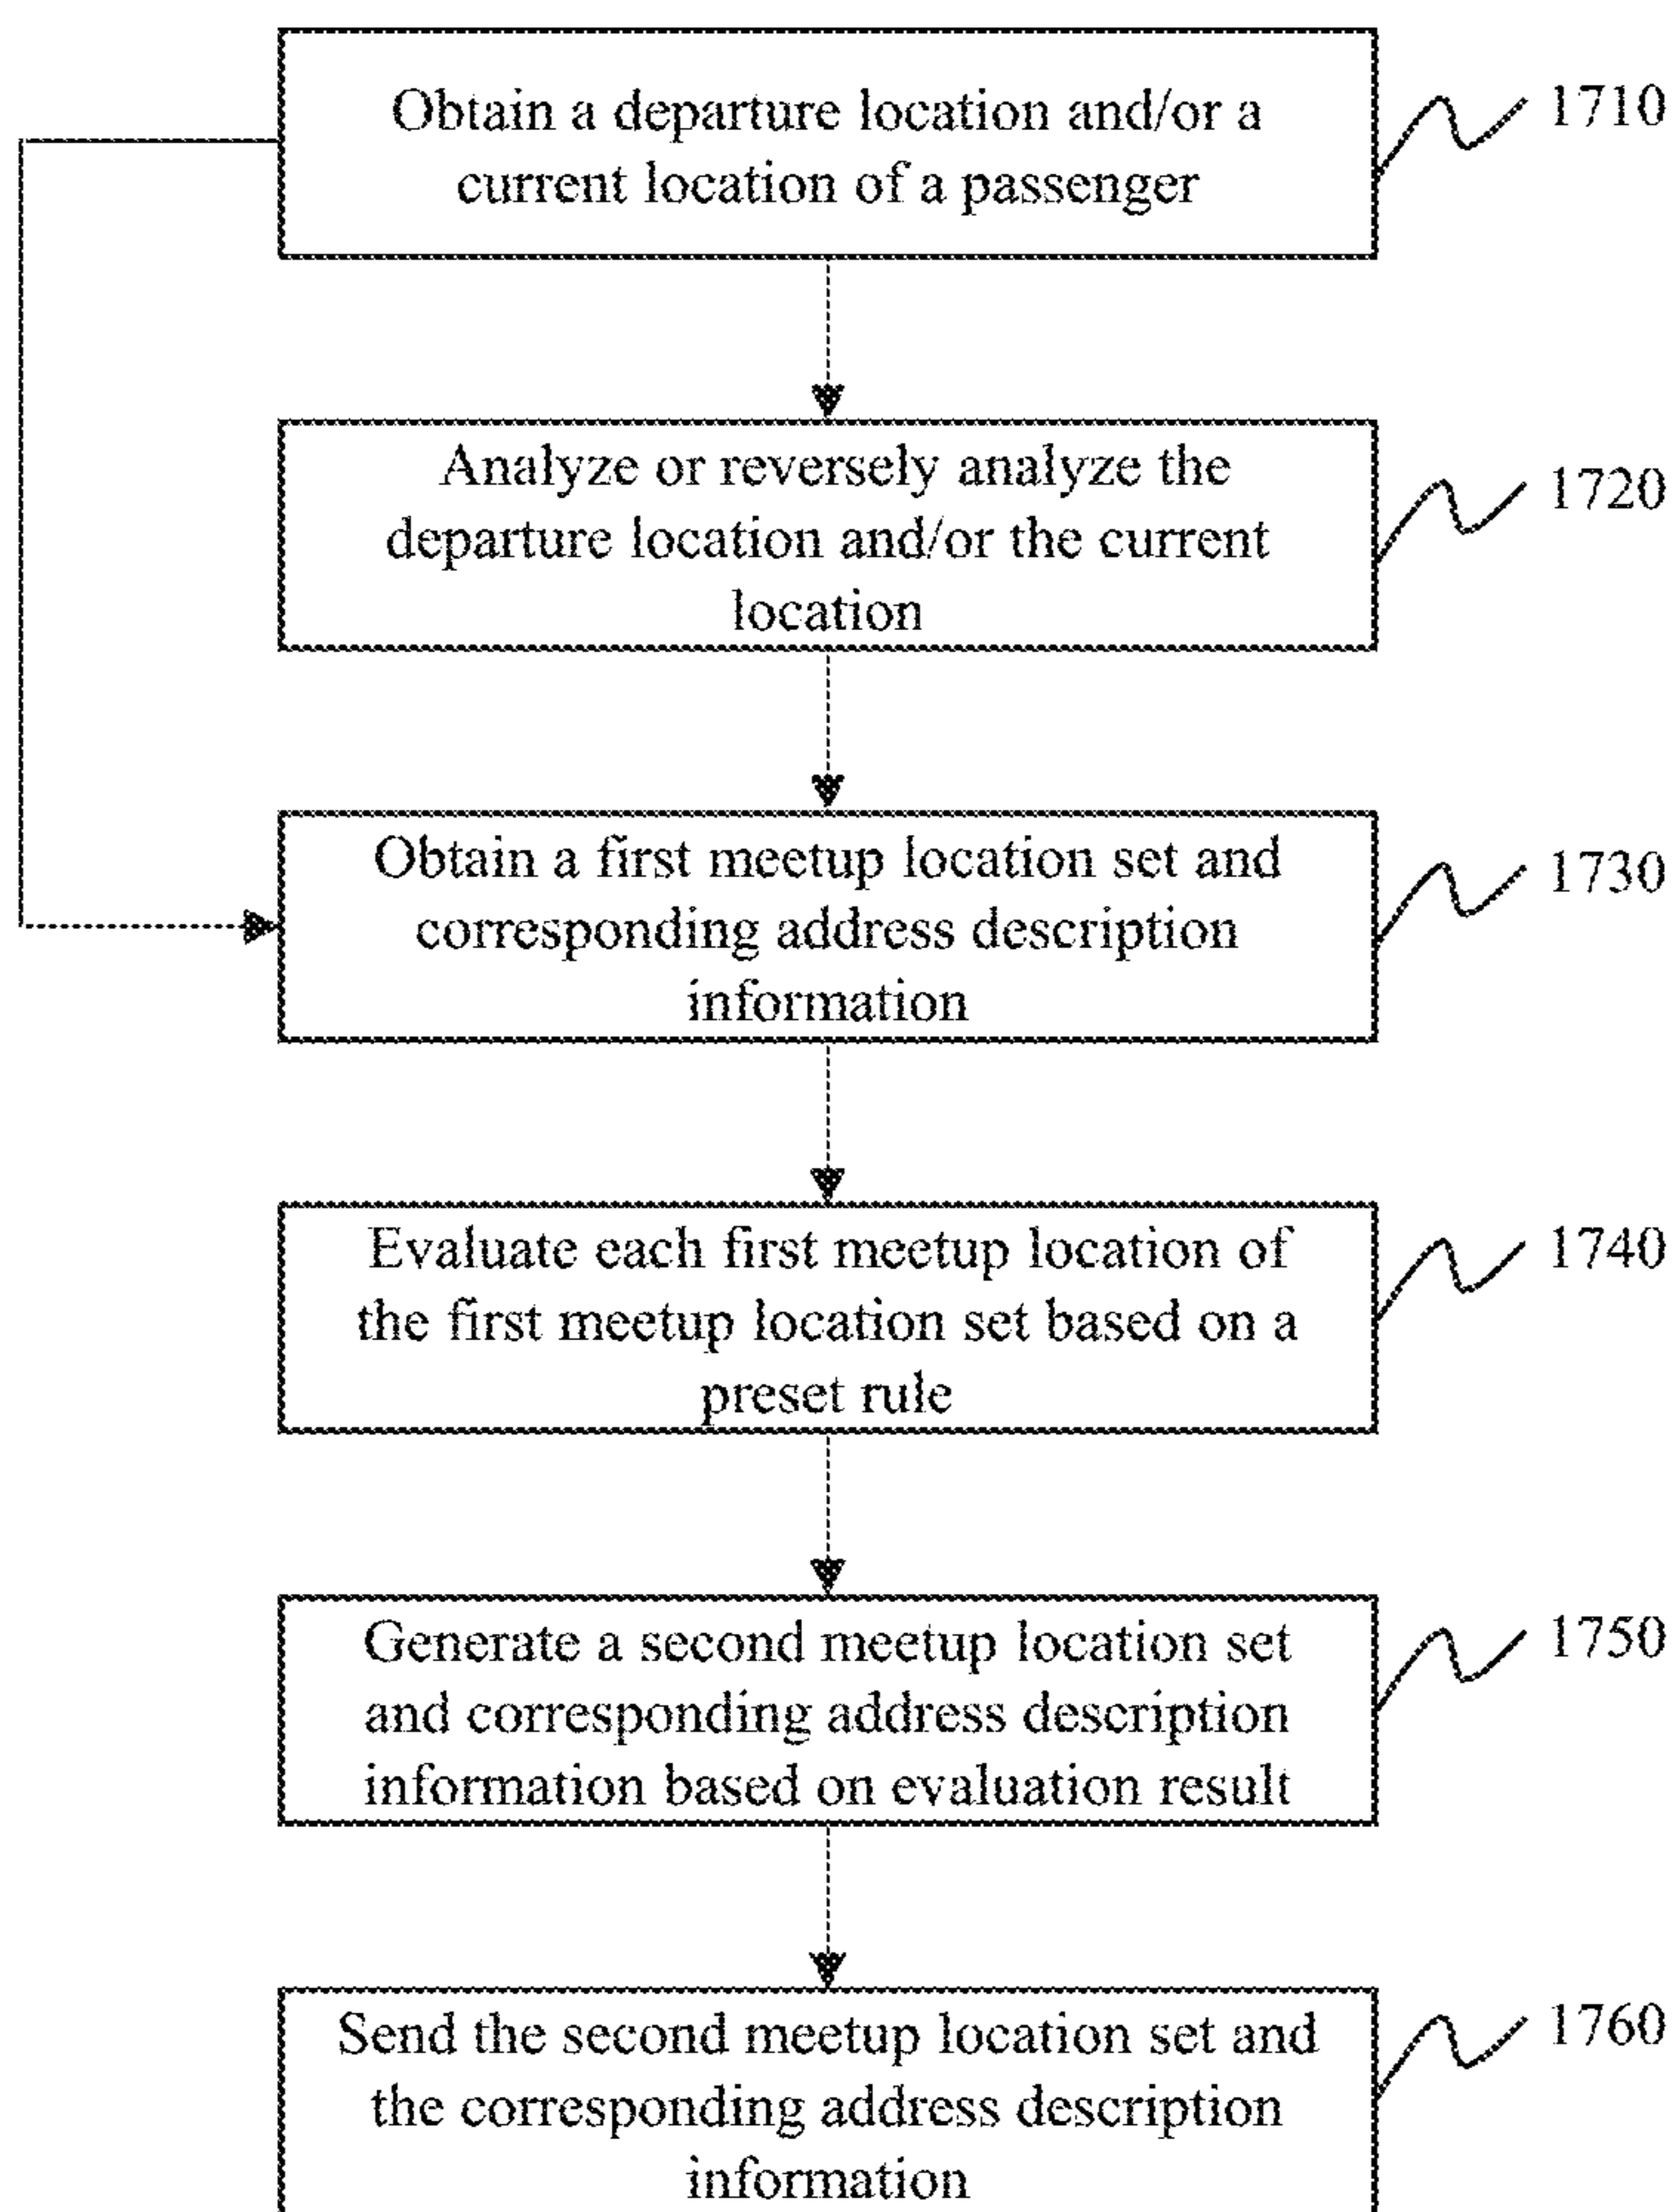 Obtain a departure location and/or a
current location of a passenger
1710
Analyze or reversely analyze the
departure location and/or the current
location
1720
Obtain a first meetup location set and
corresponding address description
information
1730
Evaluate each first meetup location of
the first meetup location set based on a
preset rule
1740
Generate a second meetup location set
and corresponding address description
information based on evaluation result
1750
Send the second meetup location set and
the corresponding address description
information
1760